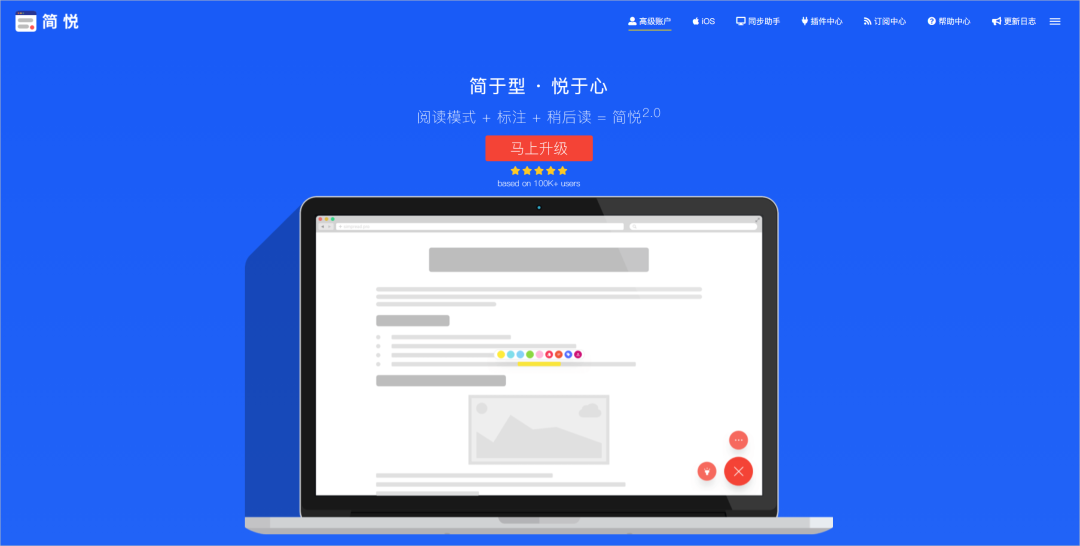 简悦
高级账户 iOS 同步助手 插件中心 订阅中心 帮助中心 更新日志
简于型 · 悦于心
阅读模式 + 标注 + 稍后读 = 简悦2.0
马上升级
based on 100K+ users